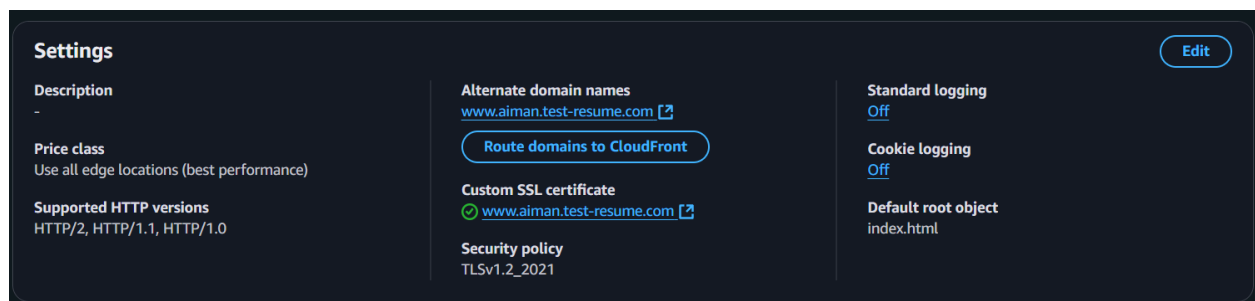 Settings
Edit
Description
-
Price class
Use all edge locations (best performance)
Supported HTTP versions
HTTP/2, HTTP/1.1, HTTP/1.0
Alternate domain names
www.aiman.test-resume.com
Route domains to CloudFront
Custom SSL certificate
www.aiman.test-resume.com
Security policy
TLSv1.2_2021
Standard logging
Off
Cookie logging
Off
Default root object
index.html